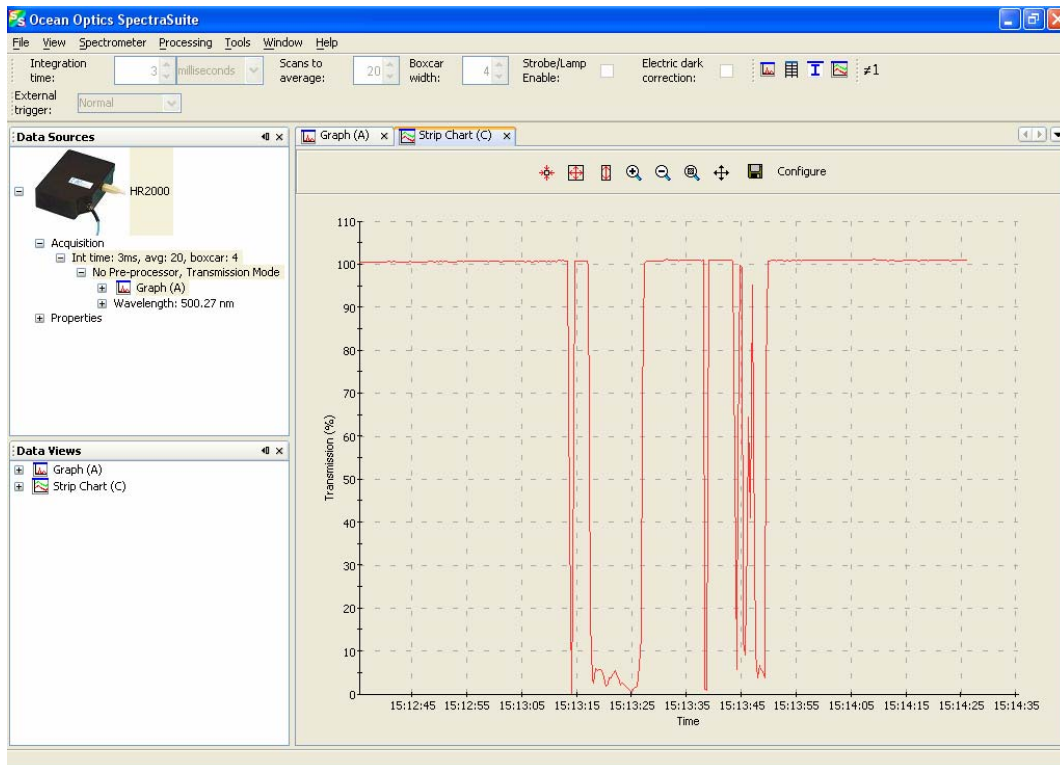 Ocean Optics SpectraSuite
File View Spectrometer Processing Tools Window Help
Integration time: 3 milliseconds Scans to average: 20 Boxcar width: 4 Strobe/Lamp Enable: Electric dark correction: ≠1
External trigger: Normal
Data Sources
HR2000
Acquisition
Int time: 3ms, avg: 20, boxcar: 4
No Pre-processor, Transmission Mode
Graph (A)
Wavelength: 500.27 nm
Properties
Data Views
Graph (A)
Strip Chart (C)
Graph (A) Strip Chart (C)
Configure
110
100
90
80
70
60
50
40
30
20
10
0
Transmission (%)
15:12:45 15:12:55 15:13:05 15:13:15 15:13:25 15:13:35 15:13:45 15:13:55 15:14:05 15:14:15 15:14:25 15:14:35
Time